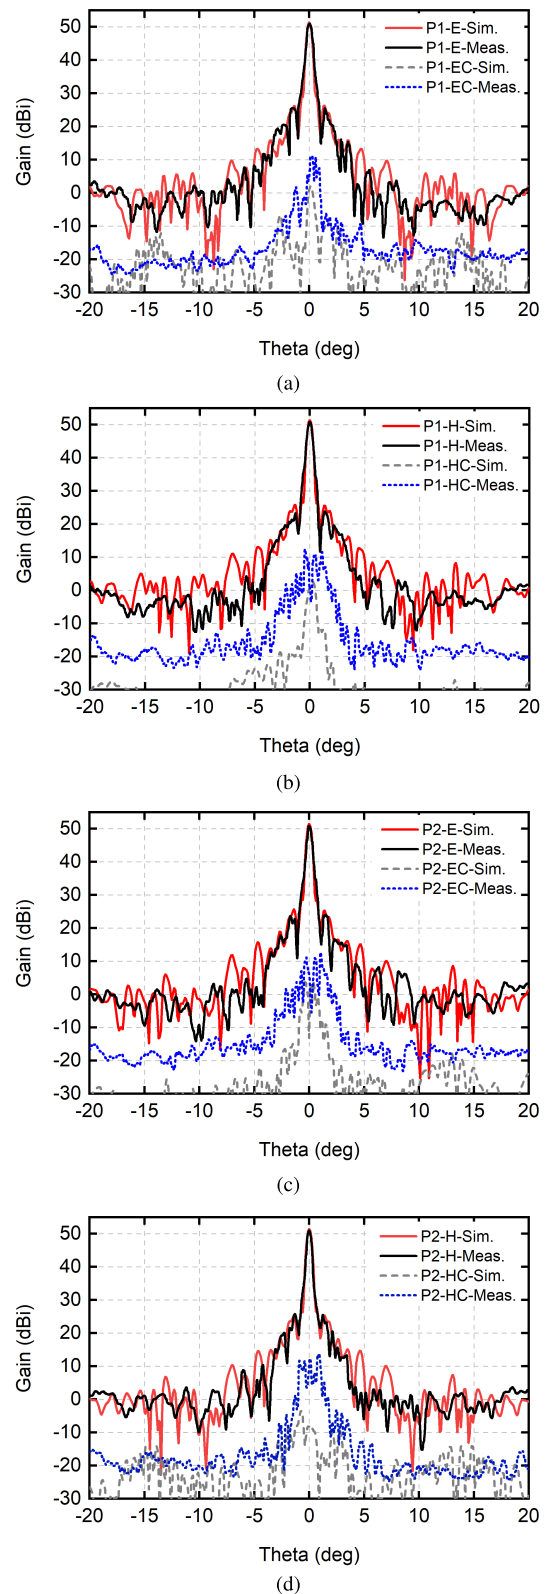 50
40
30
20
10
0
-10
-20
-30
Gain (dBi)
P1-E-Sim.
P1-E-Meas.
P1-EC-Sim.
P1-EC-Meas.
-20 -15 -10 -5 0 5 10 15 20
Theta (deg)
(a)
50
40
30
20
10
0
-10
-20
-30
Gain (dBi)
P1-H-Sim.
P1-H-Meas.
P1-HC-Sim.
P1-HC-Meas.
-20 -15 -10 -5 0 5 10 15 20
Theta (deg)
(b)
50
40
30
20
10
0
-10
-20
-30
Gain (dBi)
P2-E-Sim.
P2-E-Meas.
P2-EC-Sim.
P2-EC-Meas.
-20 -15 -10 -5 0 5 10 15 20
Theta (deg)
(c)
50
40
30
20
10
0
-10
-20
-30
Gain (dBi)
P2-H-Sim.
P2-H-Meas.
P2-HC-Sim.
P2-HC-Meas.
-20 -15 -10 -5 0 5 10 15 20
Theta (deg)
(d)